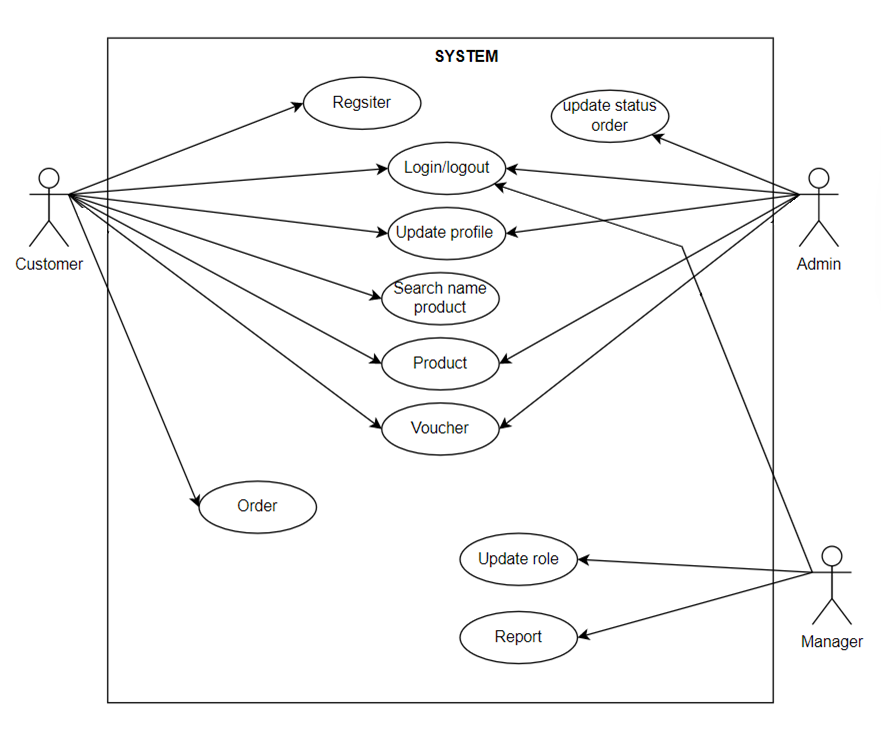 SYSTEM
Regsiter
update status
order
Login/logout
Update profile
Customer
Admin
Search name
product
Product
Voucher
Order
Update role
Report
Manager